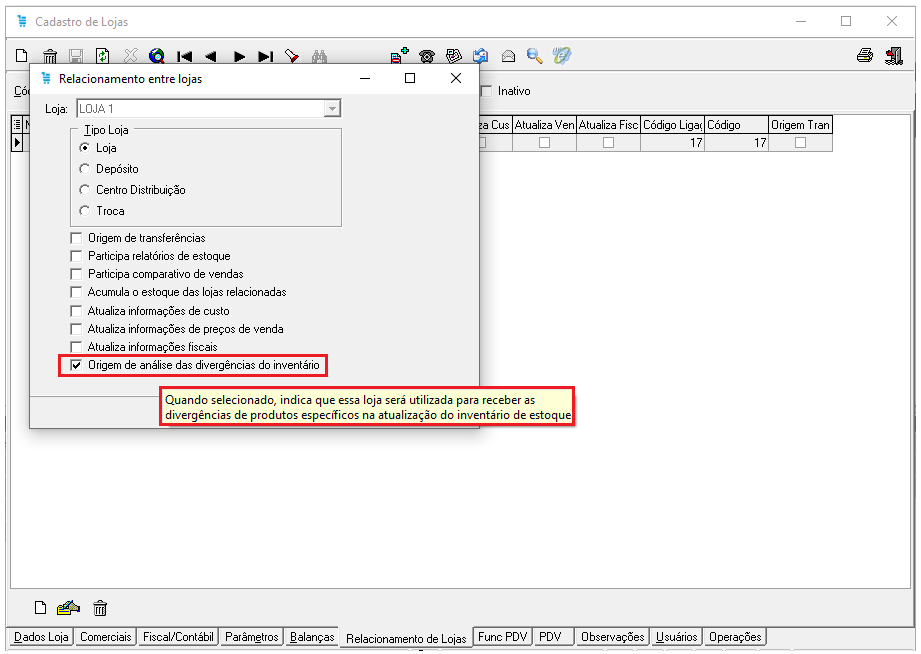 Cadastro de Lojas
Relacionamento entre lojas
Inativo
Loja: LOJA 1
Tipo Loja
Loja
Depósito
Centro Distribuição
Troca
Origem de transferências
Participa relatórios de estoque
Participa comparativo de vendas
Acumula o estoque das lojas relacionadas
Atualiza informações de custo
Atualiza informações de preços de venda
Atualiza informações fiscais
Origem de análise das divergências do inventário
Quando selecionado, indica que essa loja será utilizada para receber as
divergências de produtos específicos na atualização do inventário de estoque
za Cus Atualiza Ven Atualiza Fisc Código Ligaç Código Origem Tran
17 17
Dados Loja Comerciais Fiscal/Contábil Parâmetros Balanças Relacionamento de Lojas Func PDV PDV Observações Usuários Operações